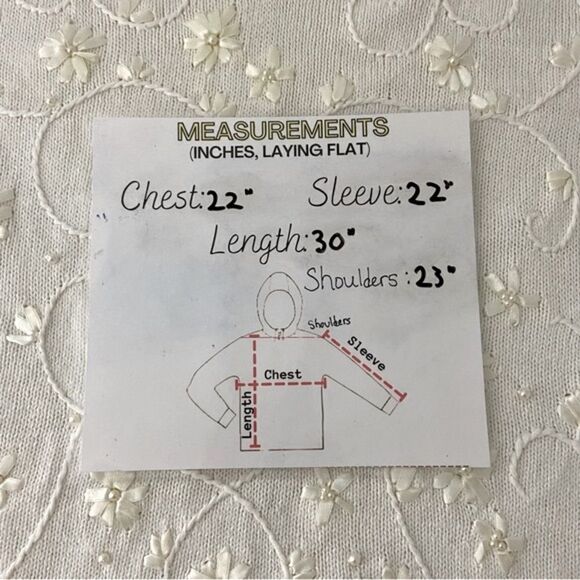 MEASUREMENTS
(INCHES, LAYING FLAT)
Chest: 22" Sleeve: 22"
Length: 30"
Shoulders: 23"
Shoulders
Sleeve
Chest
Length